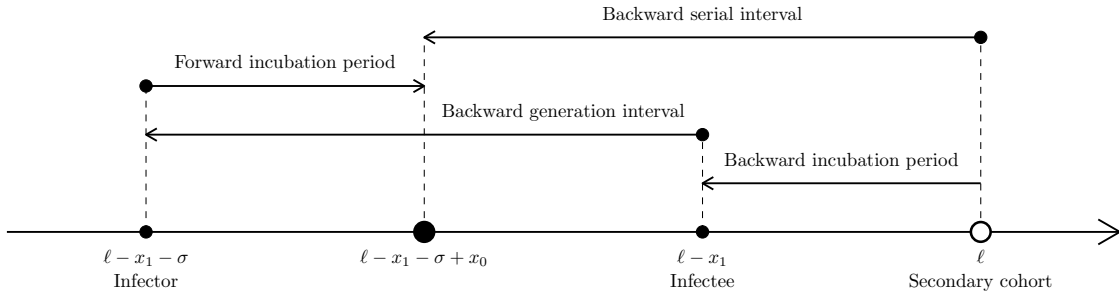 Backward serial interval
Forward incubation period
Backward generation interval
Backward incubation period
ℓ − x₁ − σ
ℓ − x₁ − σ + x₀
ℓ − x₁
ℓ
Infector
Infectee
Secondary cohort